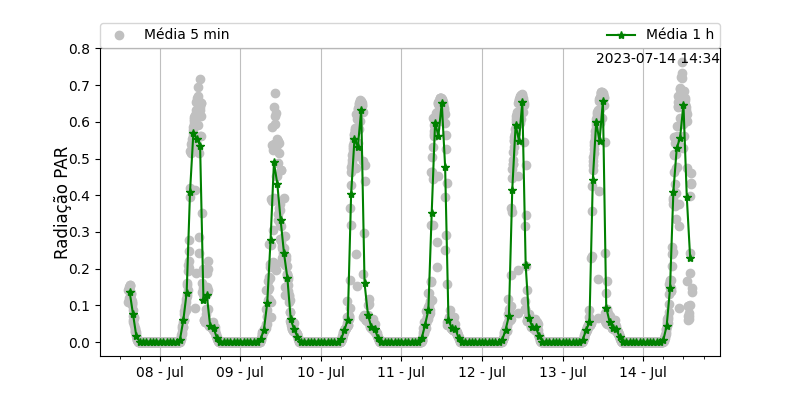 Média 5 min
Média 1 h
2023-07-14 14:34
Radiação PAR
0.8
0.7
0.6
0.5
0.4
0.3
0.2
0.1
0.0
08 - Jul
09 - Jul
10 - Jul
11 - Jul
12 - Jul
13 - Jul
14 - Jul